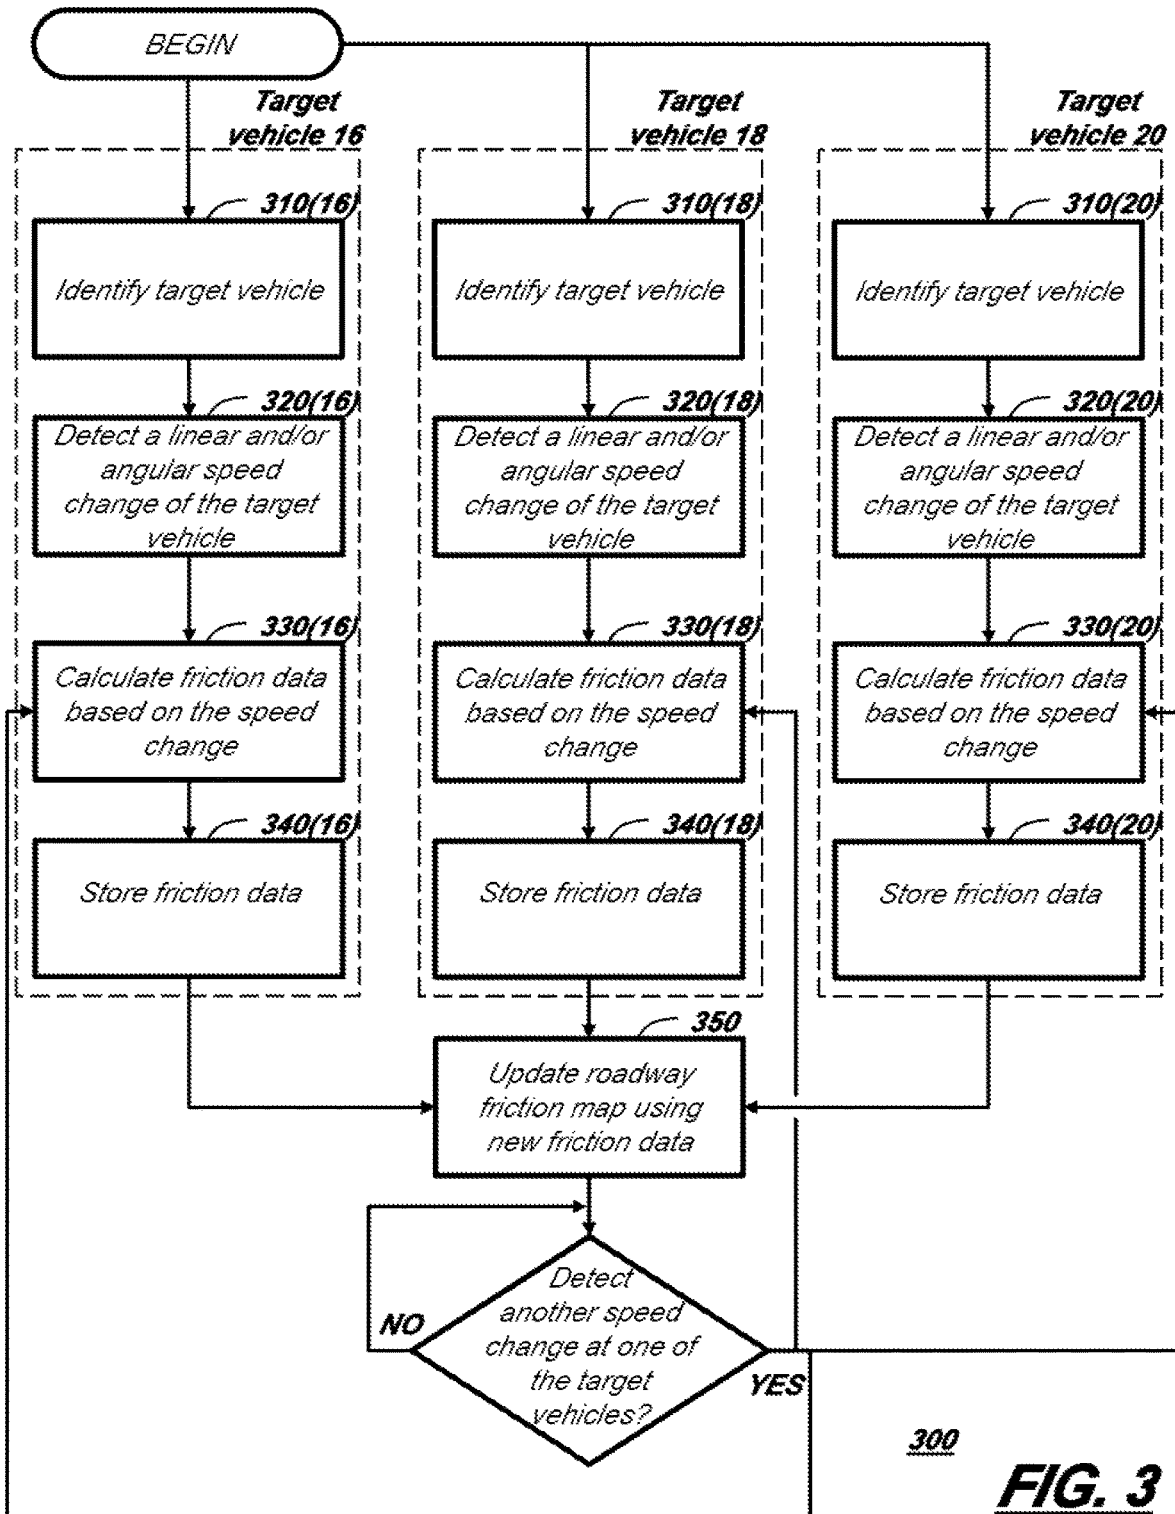 BEGIN
Target
vehicle 16
Target
vehicle 18
Target
vehicle 20
310(16)
Identify target vehicle
320(16)
Detect a linear and/or
angular speed
change of the target
vehicle
330(16)
Calculate friction data
based on the speed
change
340(16)
Store friction data
310(18)
Identify target vehicle
320(18)
Detect a linear and/or
angular speed
change of the target
vehicle
330(18)
Calculate friction data
based on the speed
change
340(18)
Store friction data
310(20)
Identify target vehicle
320(20)
Detect a linear and/or
angular speed
change of the target
vehicle
330(20)
Calculate friction data
based on the speed
change
340(20)
Store friction data
350
Update roadway
friction map using
new friction data
Detect
another speed
change at one of
the target
vehicles?
NO
YES
300
FIG. 3